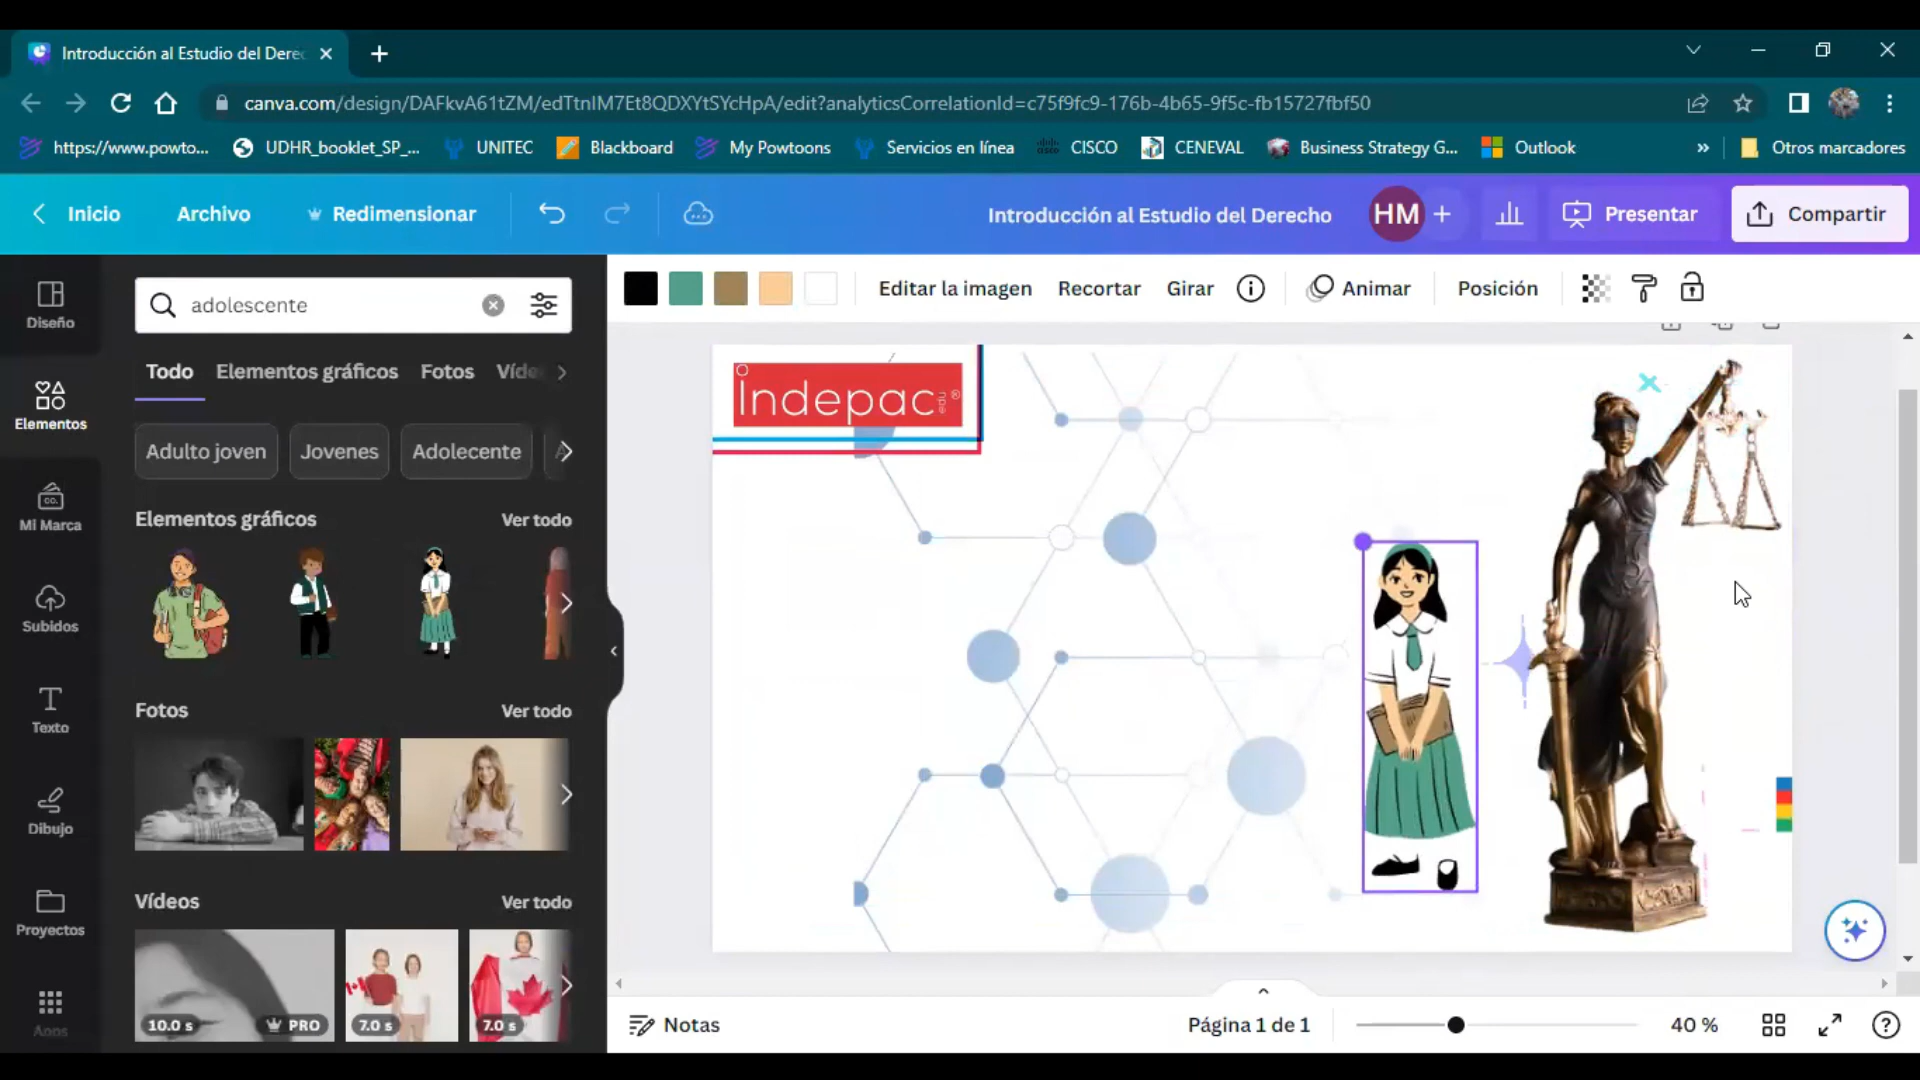 Introducción al Estudio del Derec
canva.com/design/DAFkvA61tZM/edTtnIM7Et8QDXYtSYcHpA/edit?analyticsCorrelationId=c75f9fc9-176b-4b65-9f5c-fb15727fbf50
https://www.powto...
UDHR_booklet_SP_...
UNITEC
Blackboard
My Powtoons
Servicios en línea
CISCO
CENEVAL
Business Strategy G...
Outlook
»
Otros marcadores
Inicio
Archivo
Redimensionar
Introducción al Estudio del Derecho
HM
Presentar
Compartir
Diseño
Elementos
Mi Marca
Subidos
Texto
Dibujo
Proyectos
Apps
adolescente
Todo
Elementos gráficos
Fotos
Víde
Adulto joven
Jovenes
Adolecente
Elementos gráficos
Ver todo
Fotos
Ver todo
Vídeos
Ver todo
10.0 s
PRO
7.0 s
7.0 s
Editar la imagen
Recortar
Girar
Animar
Posición
Indepac edu ®
Notas
Página 1 de 1
40 %